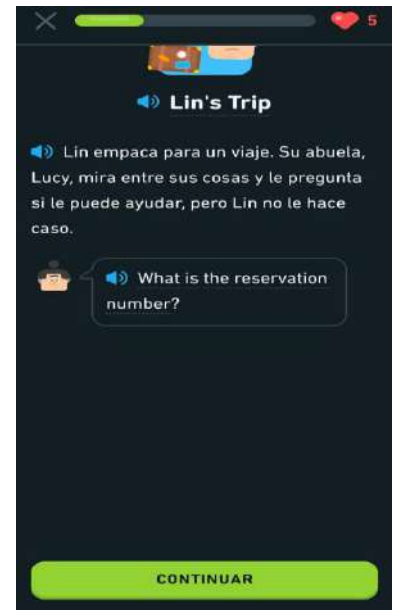 5
Lin's Trip
Lin empaca para un viaje. Su abuela,
Lucy, mira entre sus cosas y le pregunta
si le puede ayudar, pero Lin no le hace
caso.
What is the reservation
number?
CONTINUAR